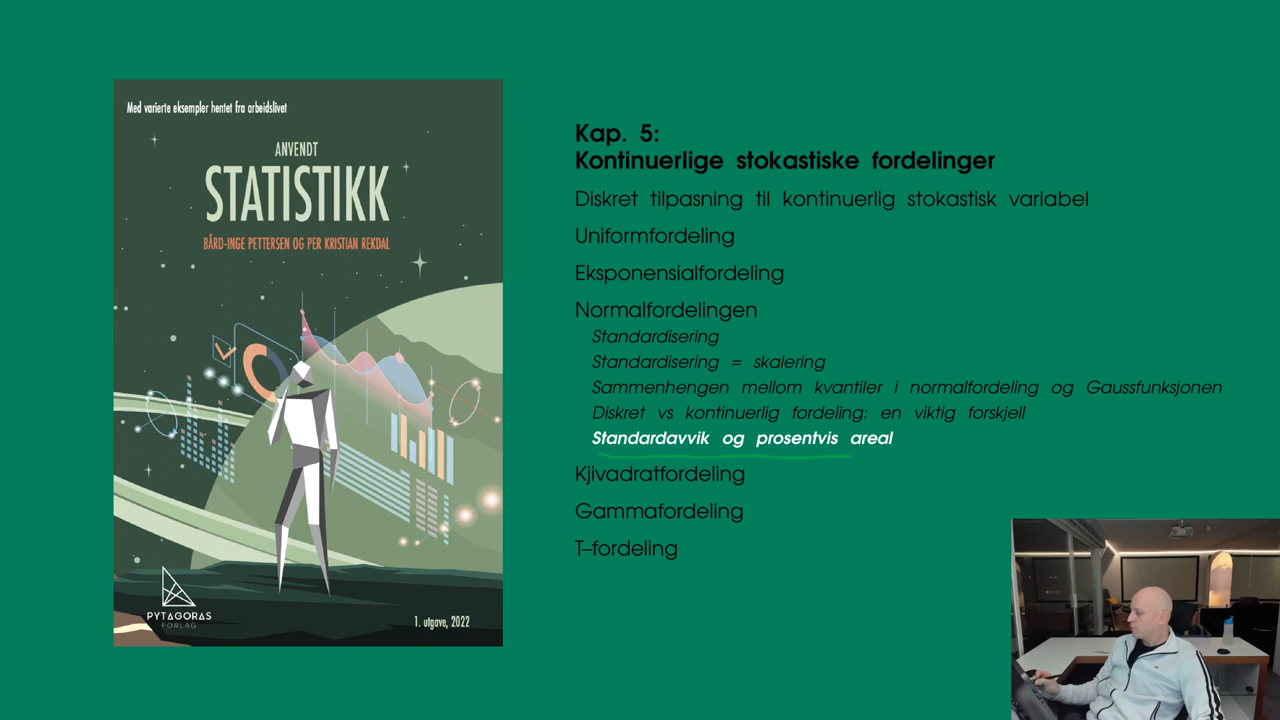 Med varierte eksempler hentet fra arbeidslivet
ANVENDT
STATISTIKK
BÅRD-INGE PETTERSEN OG PER KRISTIAN REKDAL
PYTAGORAS
FORLAG
1. utgave, 2022
Kap. 5:
Kontinuerlige stokastiske fordelinger
Diskret tilpasning til kontinuerlig stokastisk variabel
Uniformfordeling
Eksponensialfordeling
Normalfordelingen
Standardisering
Standardisering = skalering
Sammenhengen mellom kvantiler i normalfordeling og Gaussfunksjonen
Diskret vs kontinuerlig fordeling: en viktig forskjell
Standardavvik og prosentvis areal
Kjivadratfordeling
Gammafordeling
T–fordeling